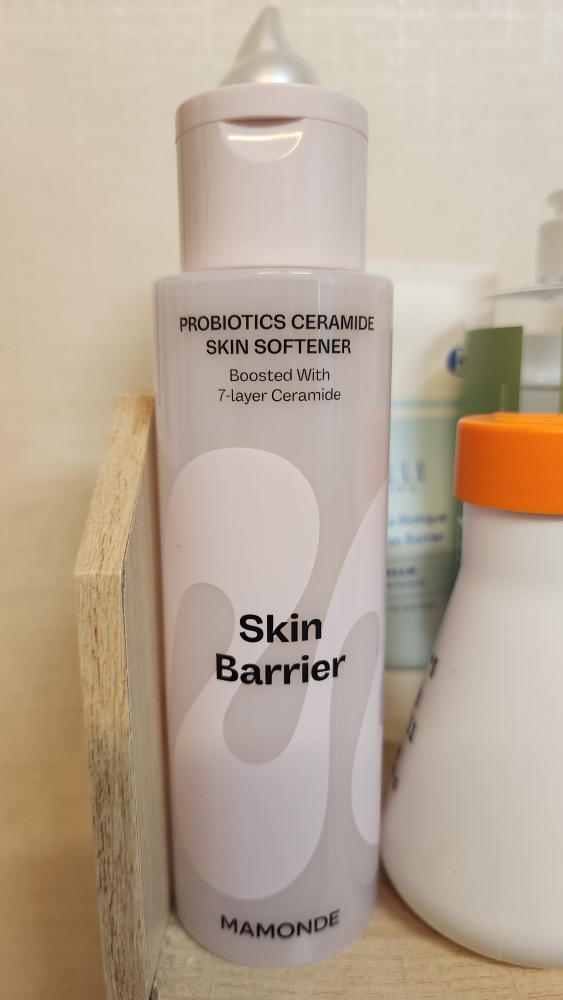 PROBIOTICS CERAMIDE
SKIN SOFTENER
Boosted With
7-layer Ceramide
Skin
Barrier
MAMONDE